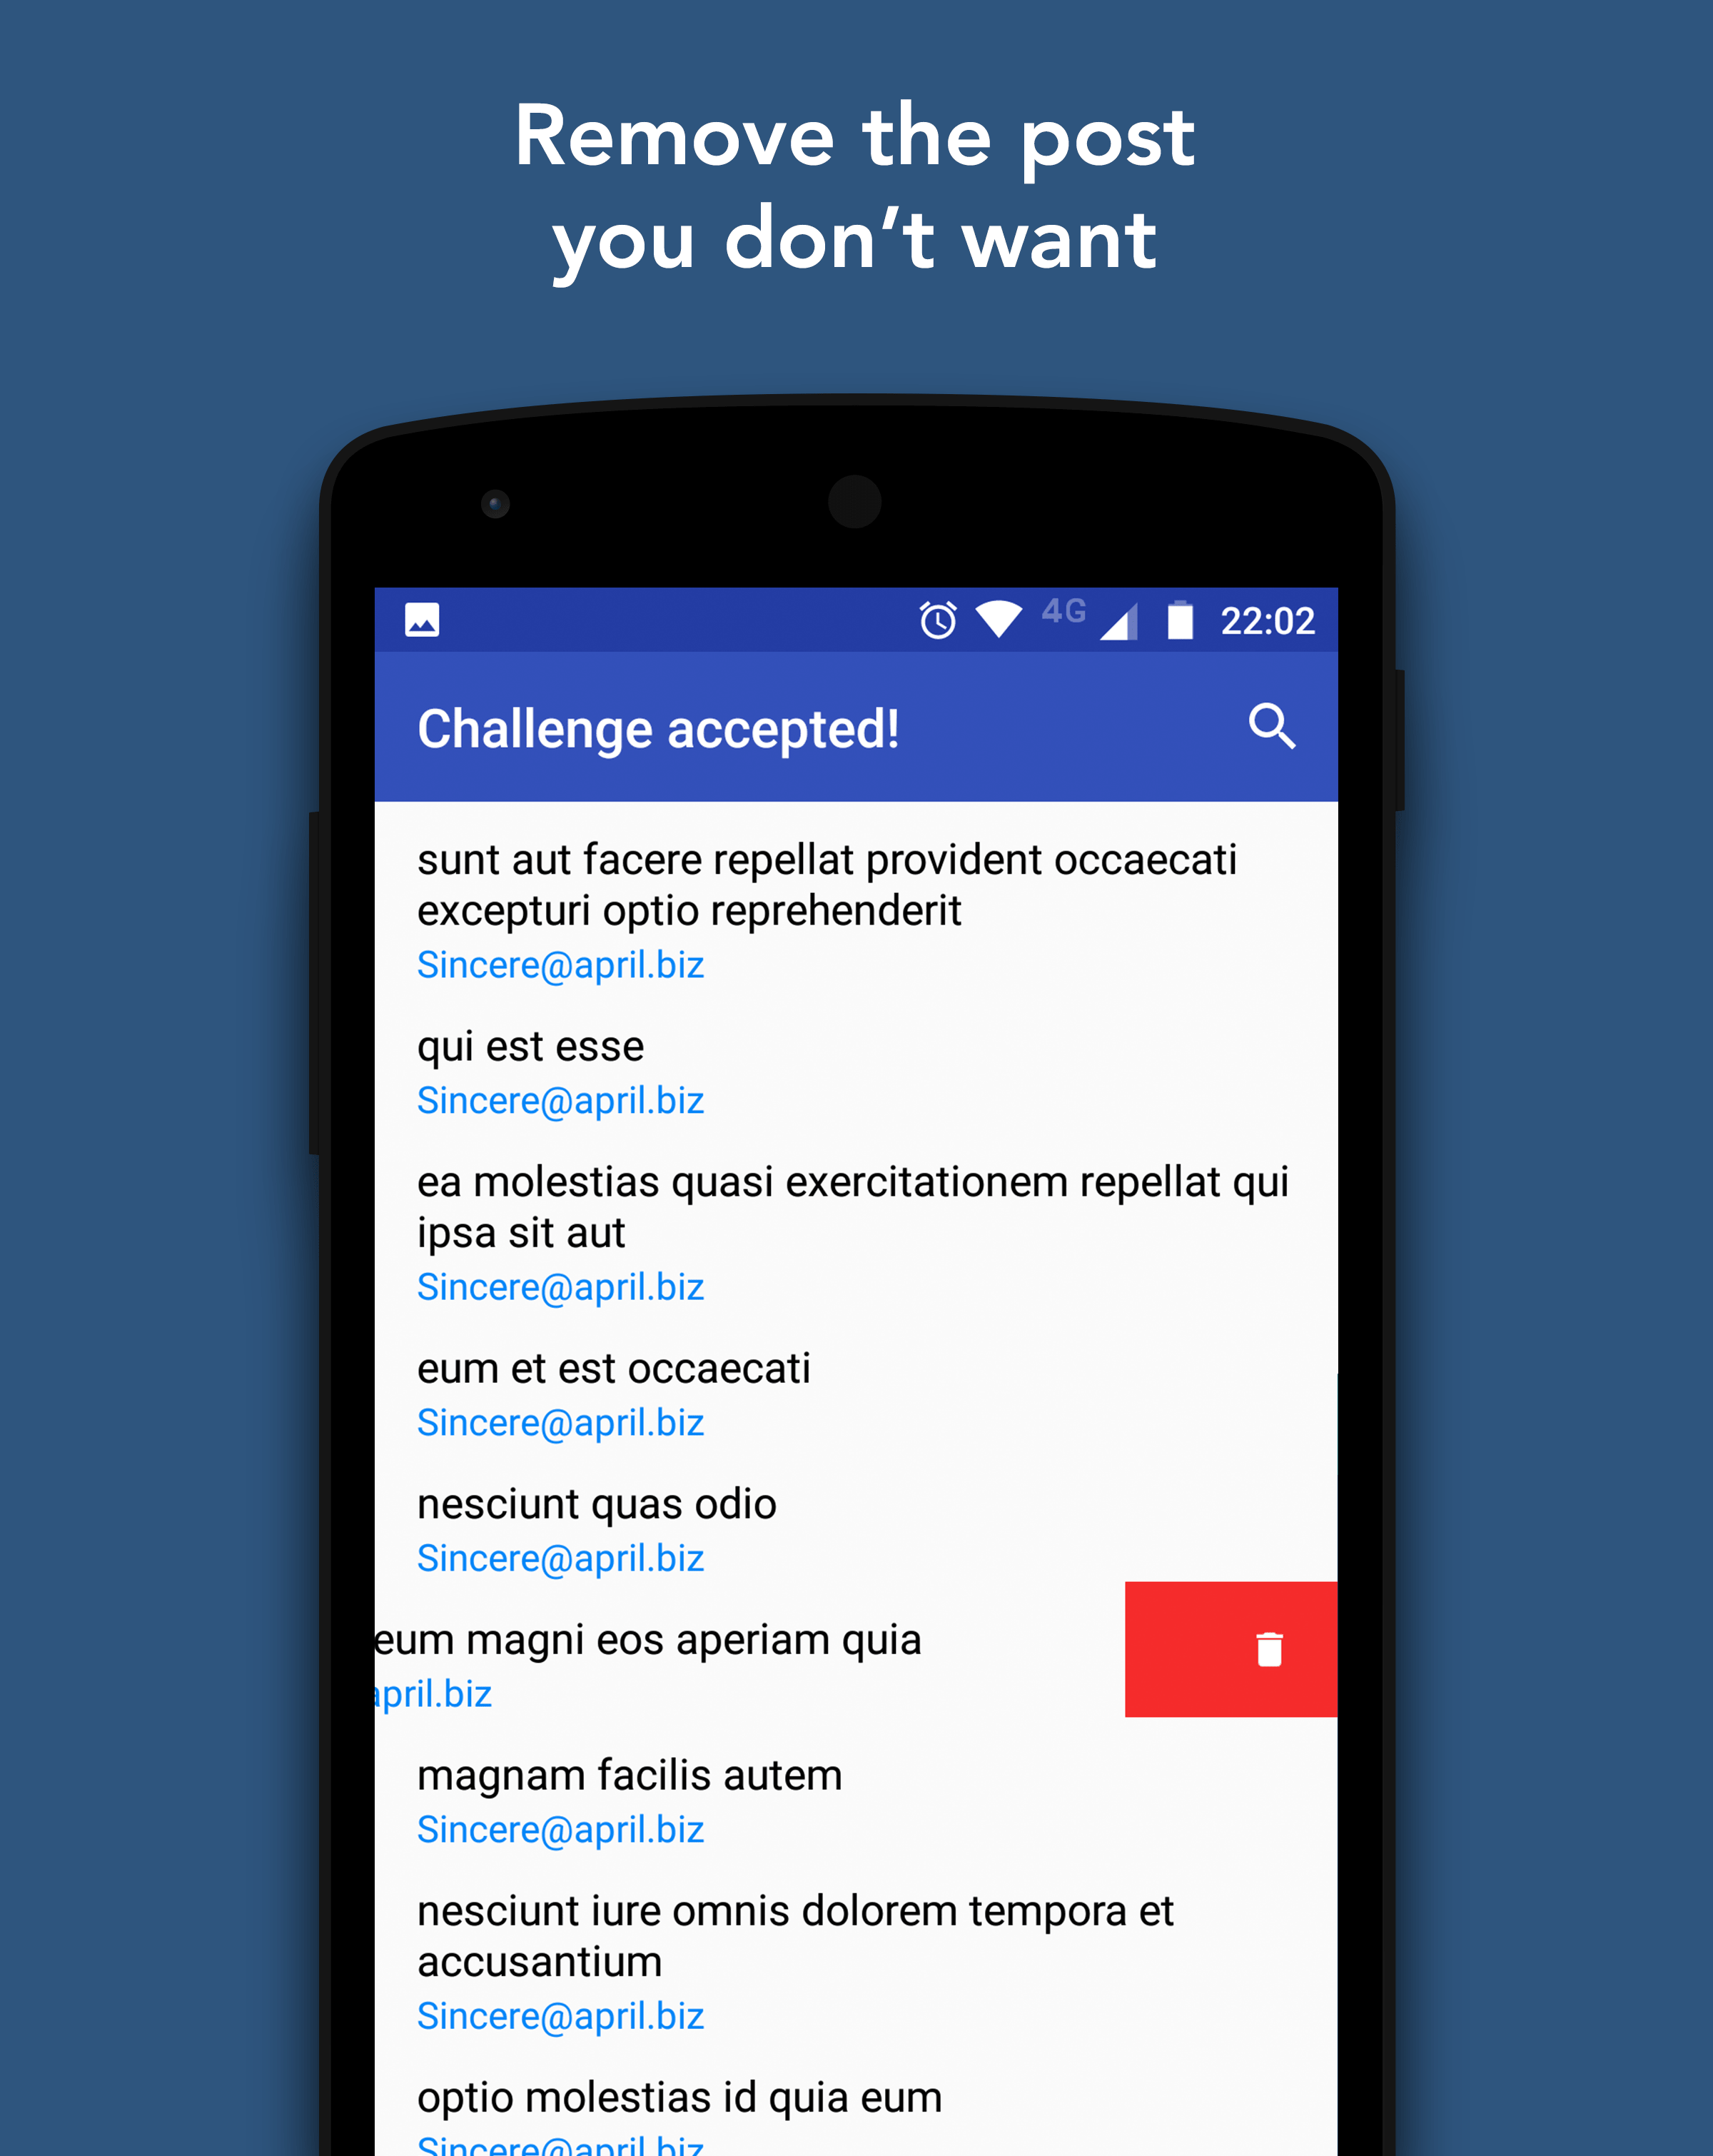 Remove the post
you don’t want
4G 22:02
Challenge accepted!
sunt aut facere repellat provident occaecati
excepturi optio reprehenderit
Sincere@april.biz
qui est esse
Sincere@april.biz
ea molestias quasi exercitationem repellat qui
ipsa sit aut
Sincere@april.biz
eum et est occaecati
Sincere@april.biz
nesciunt quas odio
Sincere@april.biz
eum magni eos aperiam quia
april.biz
magnam facilis autem
Sincere@april.biz
nesciunt iure omnis dolorem tempora et
accusantium
Sincere@april.biz
optio molestias id quia eum
Sincere@april.biz